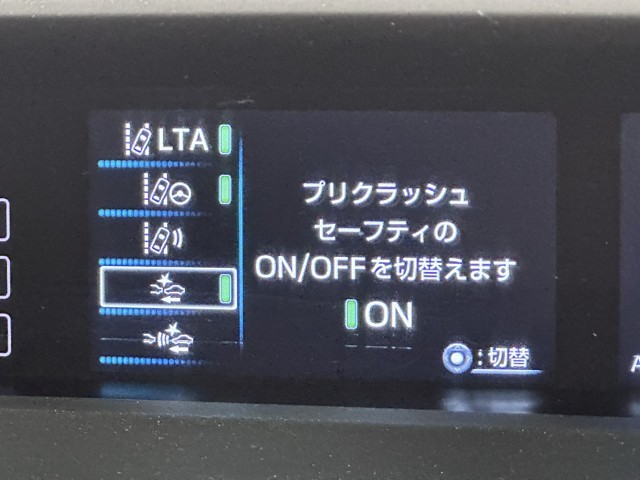 LTA
プリクラッシュ
セーフティの
ON/OFFを切替えます
ON
:切替